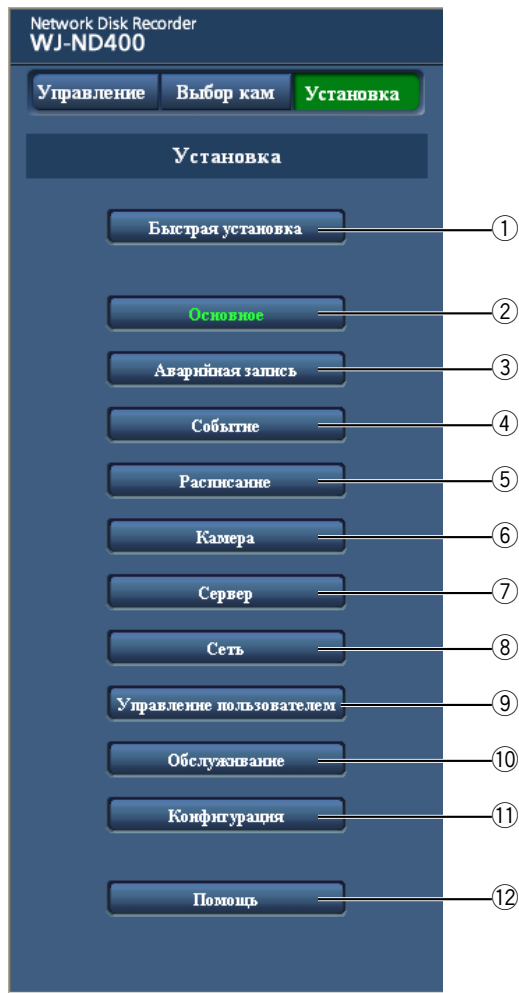 Network Disk Recorder
WJ-ND400
Управление Выбор кам Установка
Установка
Быстрая установка ①
Основное ②
Аварийная запись ③
Событие ④
Расписание ⑤
Камера ⑥
Сервер ⑦
Сеть ⑧
Управление пользователем ⑨
Обслуживание ⑩
Конфигурация ⑪
Помощь ⑫